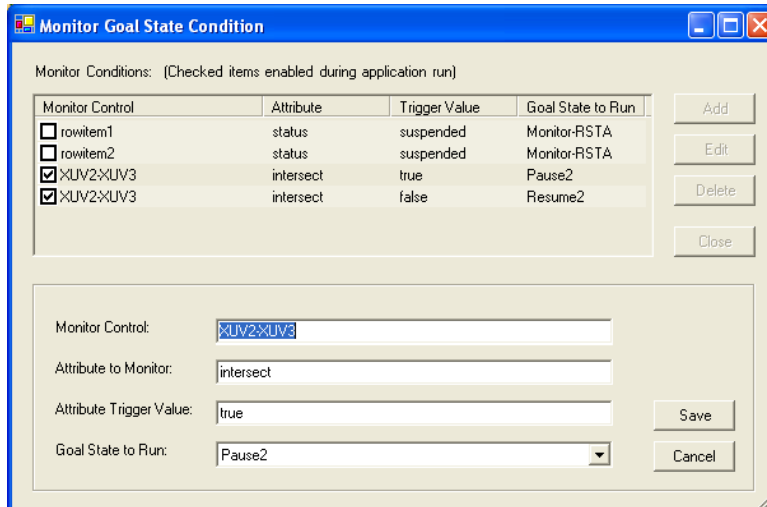 Monitor Goal State Condition
Monitor Conditions: (Checked items enabled during application run)
Monitor Control Attribute Trigger Value Goal State to Run Add
rowitem1 status suspended Monitor-RSTA
rowitem2 status suspended Monitor-RSTA Edit
XUV2-XUV3 intersect true Pause2
XUV2-XUV3 intersect false Resume2 Delete
Close
Monitor Control: XUV2-XUV3
Attribute to Monitor: intersect
Attribute Trigger Value: true Save
Goal State to Run: Pause2 Cancel